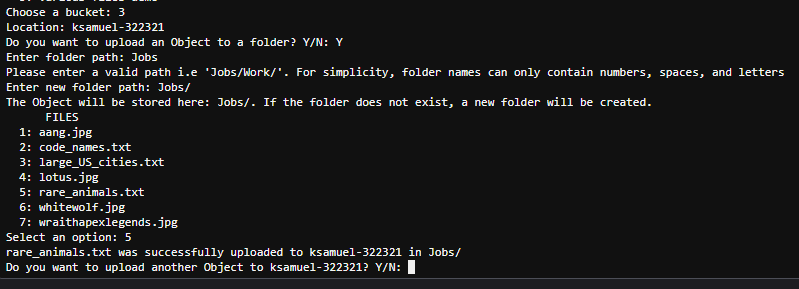 Choose a bucket: 3
Location: ksamuel-322321
Do you want to upload an Object to a folder? Y/N: Y
Enter folder path: Jobs
Please enter a valid path i.e 'Jobs/Work/'. For simplicity, folder names can only contain numbers, spaces, and letters
Enter new folder path: Jobs/
The Object will be stored here: Jobs/. If the folder does not exist, a new folder will be created.
FILES
1: aang.jpg
2: code_names.txt
3: large_US_cities.txt
4: lotus.jpg
5: rare_animals.txt
6: whitewolf.jpg
7: wraithapexlegends.jpg
Select an option: 5
rare_animals.txt was successfully uploaded to ksamuel-322321 in Jobs/
Do you want to upload another Object to ksamuel-322321? Y/N: